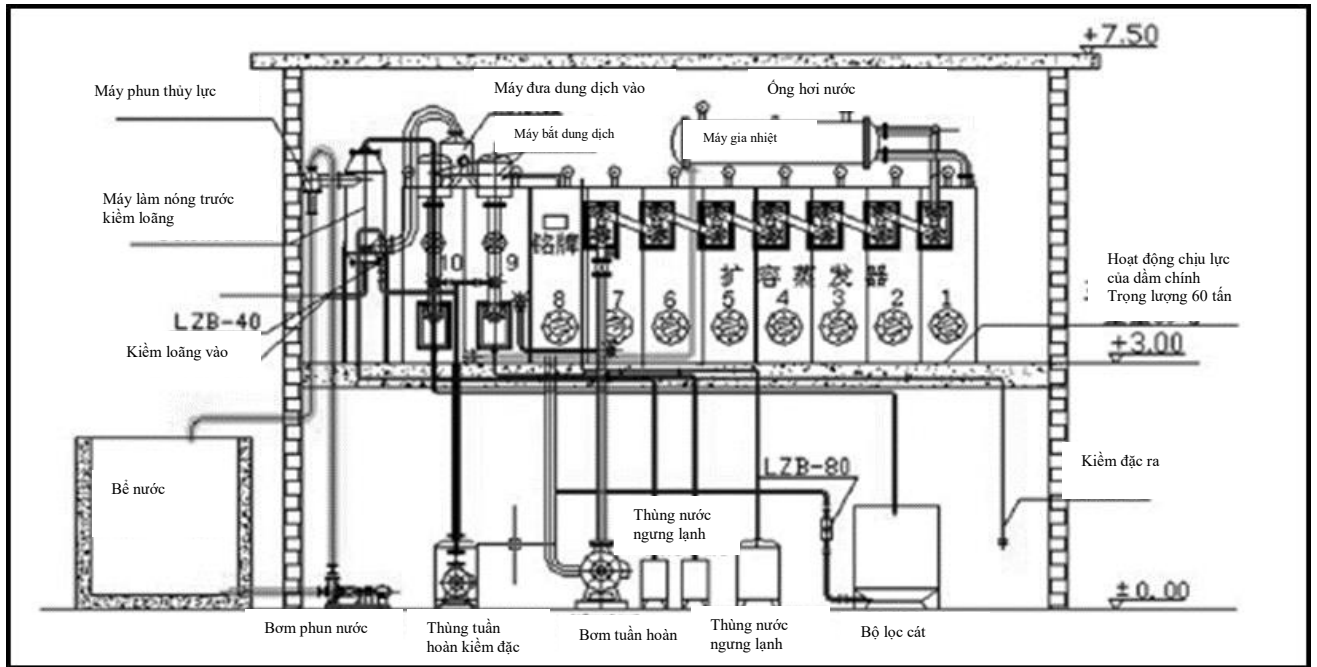 +7.50
Máy phun thủy lực
Máy đưa dung dịch vào
Ống hơi nước
Máy bắt dung dịch
Máy gia nhiệt
Máy làm nóng trước
kiềm loãng
铭牌
10
9
扩容蒸发器
8
7
6
5
4
3
2
1
Hoạt động chịu lực
của dầm chính
Trọng lượng 60 tấn
LZB-40
Kiềm loãng vào
+3.00
Bể nước
LZB-80
Kiềm đặc ra
Thùng nước
ngưng lạnh
±0.00
Bơm phun nước
Thùng tuần
hoàn kiềm đặc
Bơm tuần hoàn
Thùng nước
ngưng lạnh
Bộ lọc cát